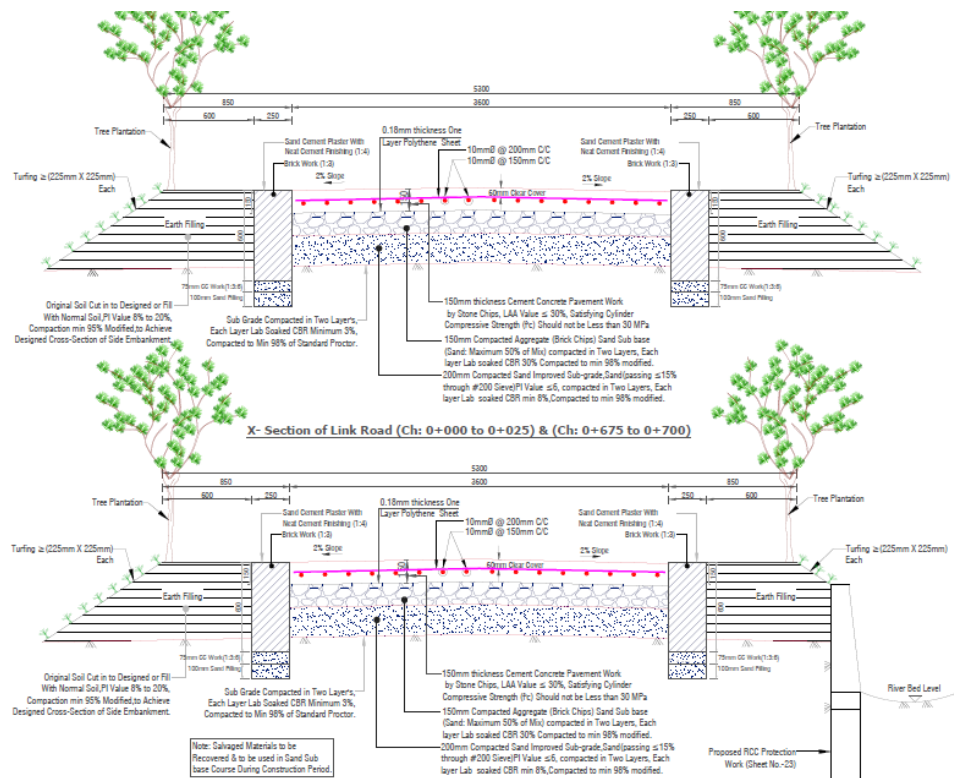 5300
850
3600
850
600
250
250
600
Tree Plantation
Sand Cement Plaster With
Neat Cement Finishing (1:4)
Brick Work (1:3)
0.18mm thickness One
Layer Polythene Sheet
10mmØ @ 200mm C/C
10mmØ @ 150mm C/C
Sand Cement Plaster With
Neat Cement Finishing (1:4)
Brick Work (1:3)
Tree Plantation
Turfing ≥ (225mm X 225mm)
Each
2% Slope
60mm Clear Cover
2% Slope
Turfing ≥ (225mm X 225mm)
Each
150
150
Earth Filling
600
600
Earth Filling
75mm CC Work (1:3:6)
100mm Sand Filling
75mm CC Work (1:3:6)
100mm Sand Filling
Original Soil Cut in to Designed or Fill
With Normal Soil,PI Value 8% to 20%,
Compaction min 95% Modified,to Achieve
Designed Cross-Section of Side Embankment.
Sub Grade Compacted in Two Layer's,
Each Layer Lab Soaked CBR Minimum 3%,
Compacted to Min 98% of Standard Proctor.
150mm thickness Cement Concrete Pavement Work
by Stone Chips, LAA Value ≤ 30%, Satisfying Cylinder
Compressive Strength (f'c) Should not be Less than 30 MPa
150mm Compacted Aggregate (Brick Chips) Sand Sub base
(Sand: Maximum 50% of Mix) compacted in Two Layers, Each
layer Lab soaked CBR 30% Compacted to min 98% modified.
200mm Compacted Sand Improved Sub-grade,Sand(passing ≤15%
through #200 Sieve)PI Value ≤6, compacted in Two Layers, Each
layer Lab soaked CBR min 8%,Compacted to min 98% modified.
X- Section of Link Road (Ch: 0+000 to 0+025) & (Ch: 0+675 to 0+700)
5300
850
3600
850
600
250
250
600
Tree Plantation
Sand Cement Plaster With
Neat Cement Finishing (1:4)
Brick Work (1:3)
0.18mm thickness One
Layer Polythene Sheet
10mmØ @ 200mm C/C
10mmØ @ 150mm C/C
Sand Cement Plaster With
Neat Cement Finishing (1:4)
Brick Work (1:3)
Tree Plantation
Turfing ≥ (225mm X 225mm)
Each
2% Slope
60mm Clear Cover
2% Slope
Turfing ≥ (225mm X 225mm)
Each
150
150
Earth Filling
600
600
Earth Filling
75mm CC Work(1:3:6)
100mm Sand Filling
75mm CC Work(1:3:6)
100mm Sand Filling
Original Soil Cut in to Designed or Fill
With Normal Soil,PI Value 8% to 20%,
Compaction min 95% Modified,to Achieve
Designed Cross-Section of Side Embankment.
Sub Grade Compacted in Two Layer's,
Each Layer Lab Soaked CBR Minimum 3%,
Compacted to Min 98% of Standard Proctor.
150mm thickness Cement Concrete Pavement Work
by Stone Chips, LAA Value ≤ 30%, Satisfying Cylinder
Compressive Strength (f'c) Should not be Less than 30 MPa
150mm Compacted Aggregate (Brick Chips) Sand Sub base
(Sand: Maximum 50% of Mix) compacted in Two Layers, Each
layer Lab soaked CBR 30% Compacted to min 98% modified.
200mm Compacted Sand Improved Sub-grade,Sand(passing ≤15%
through #200 Sieve)PI Value ≤6, compacted in Two Layers, Each
layer Lab soaked CBR min 8%,Compacted to min 98% modified.
River Bed Level
Note: Salvaged Materials to be
Recovered & to be used in Sand Sub
base Course During Construction Period.
Proposed RCC Protection
Work (Sheet No.-23)